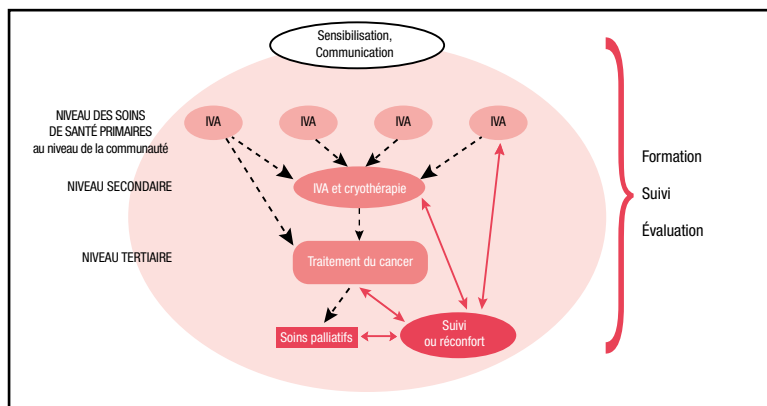 Sensibilisation,
Communication
NIVEAU DES SOINS
DE SANTÉ PRIMAIRES
au niveau de la communauté
IVA
IVA
IVA
IVA
NIVEAU SECONDAIRE
IVA et cryothérapie
NIVEAU TERTIAIRE
Traitement du cancer
Soins palliatifs
Suivi
ou réconfort
Formation
Suivi
Évaluation